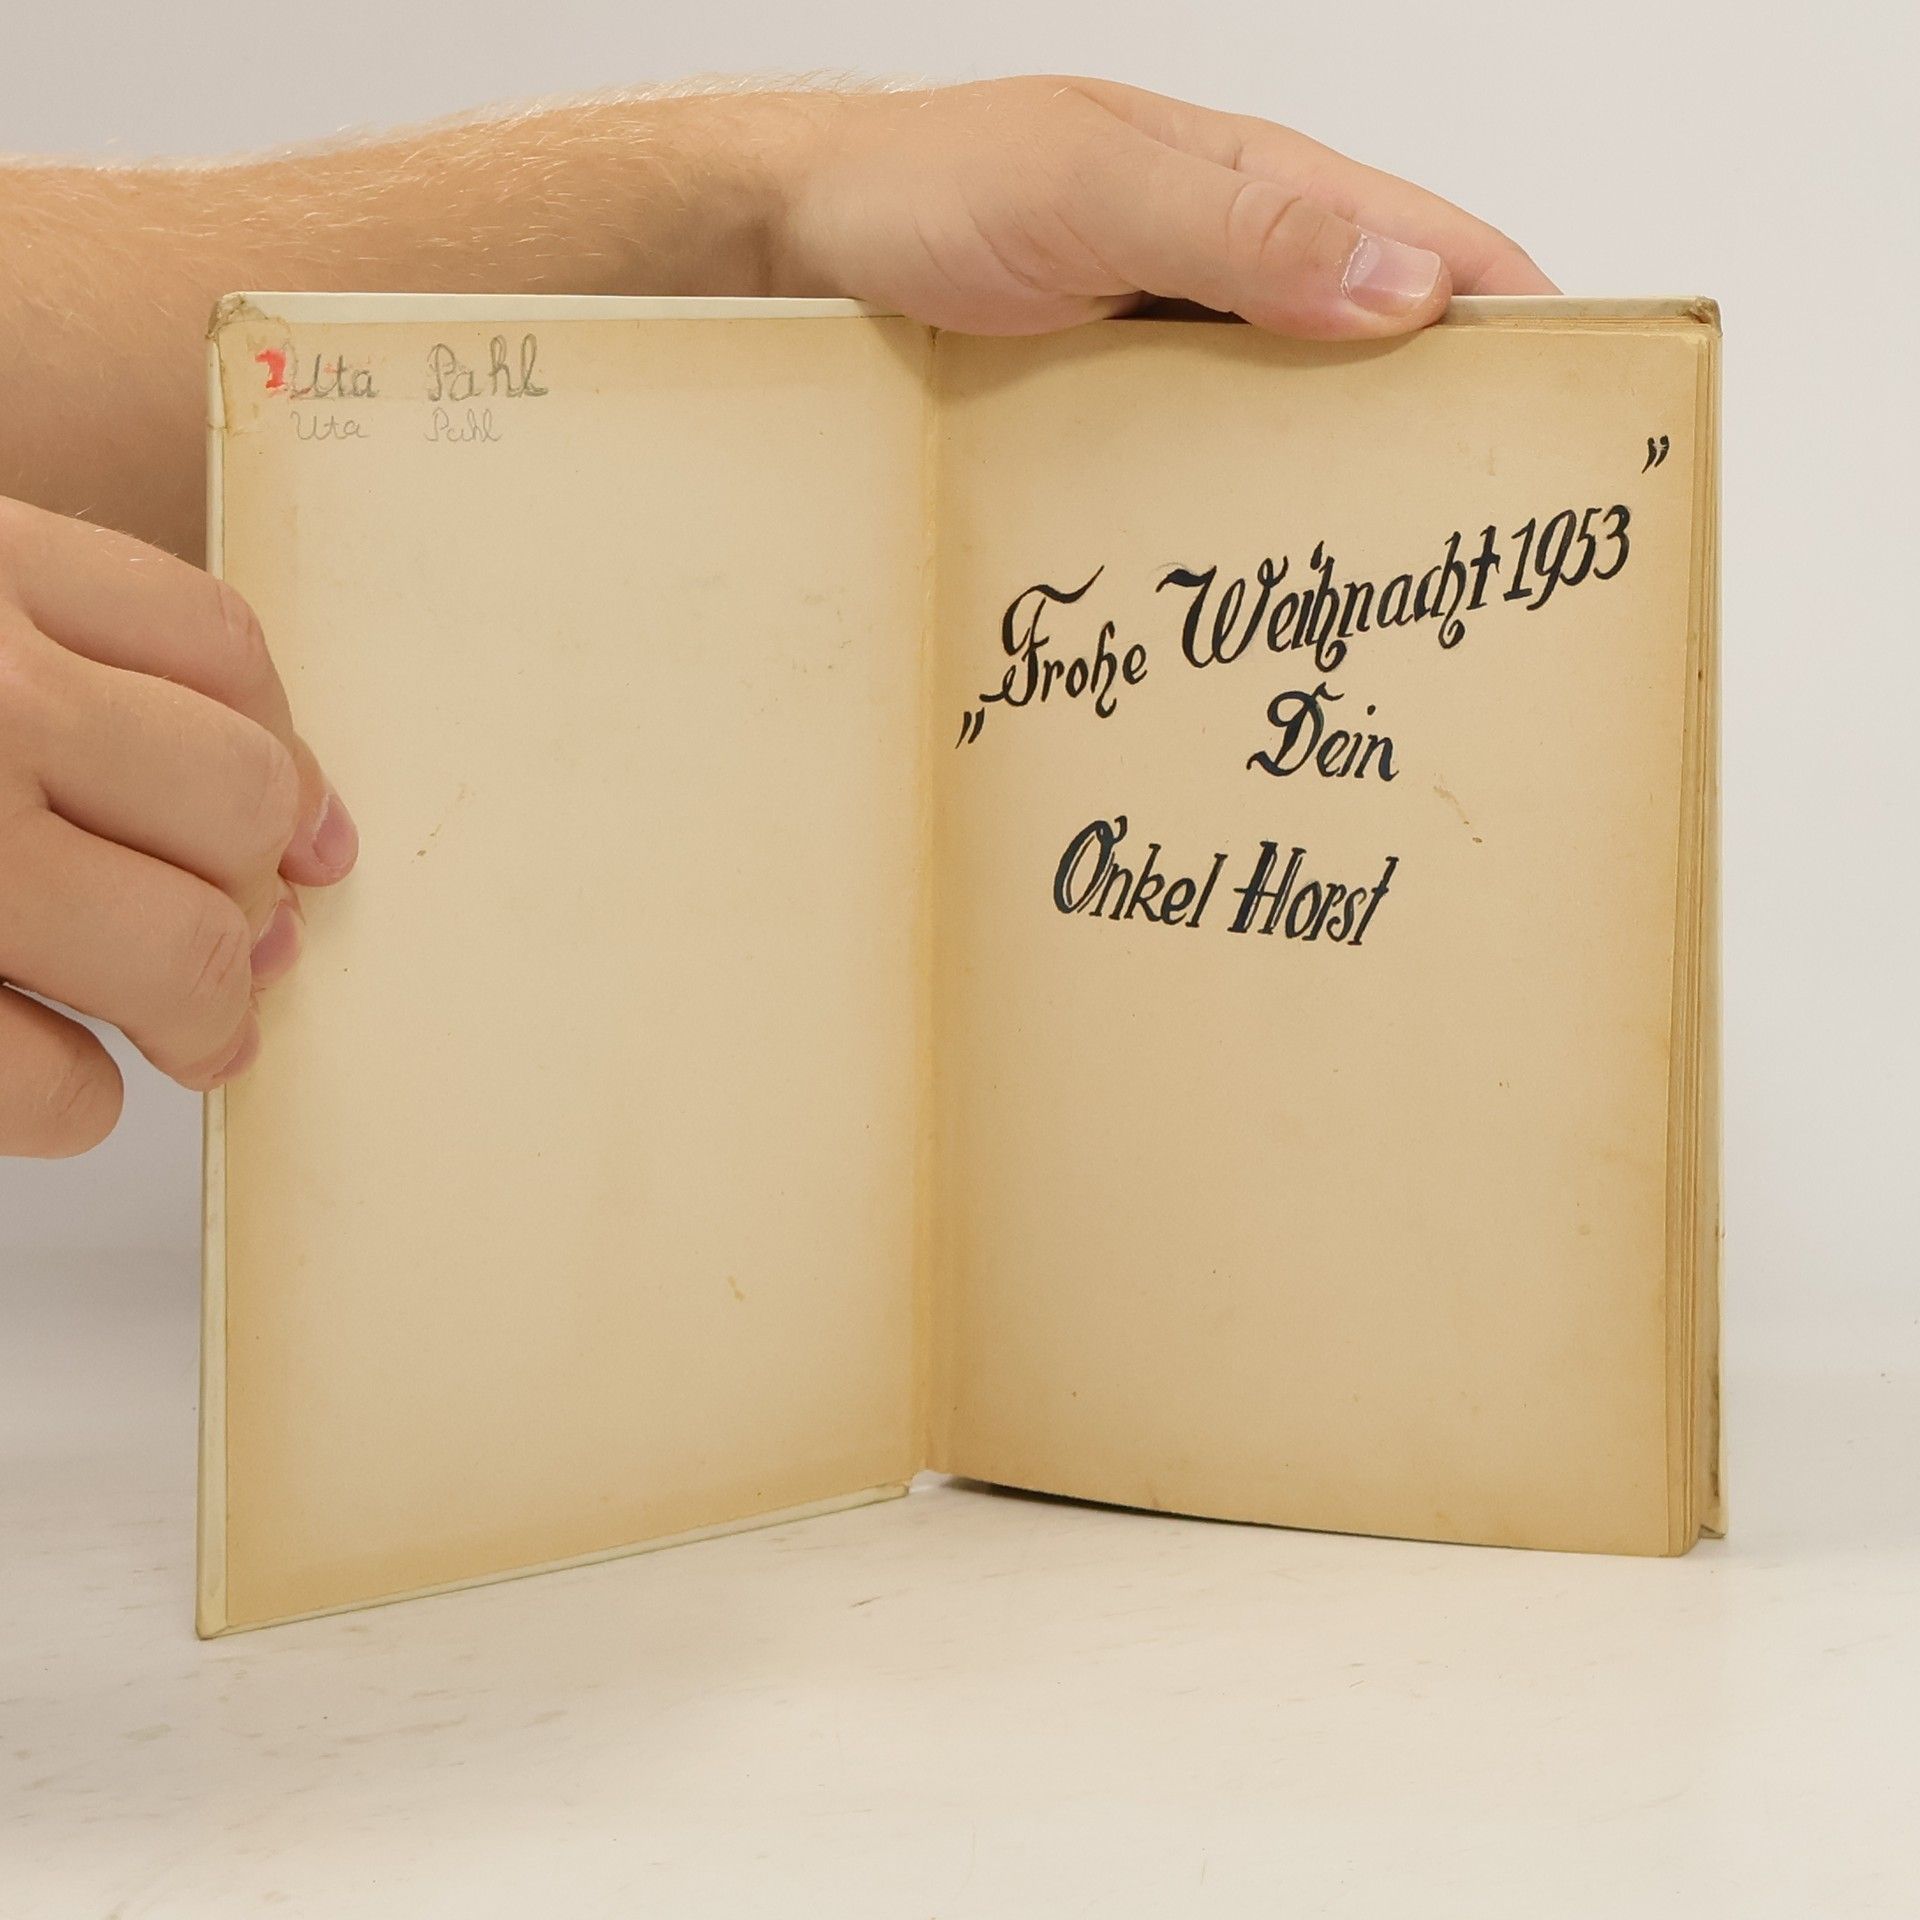 Uta Pahl
Uta Pahl
„Frohe Weihnacht 1953”
Dein
Onkel Horst